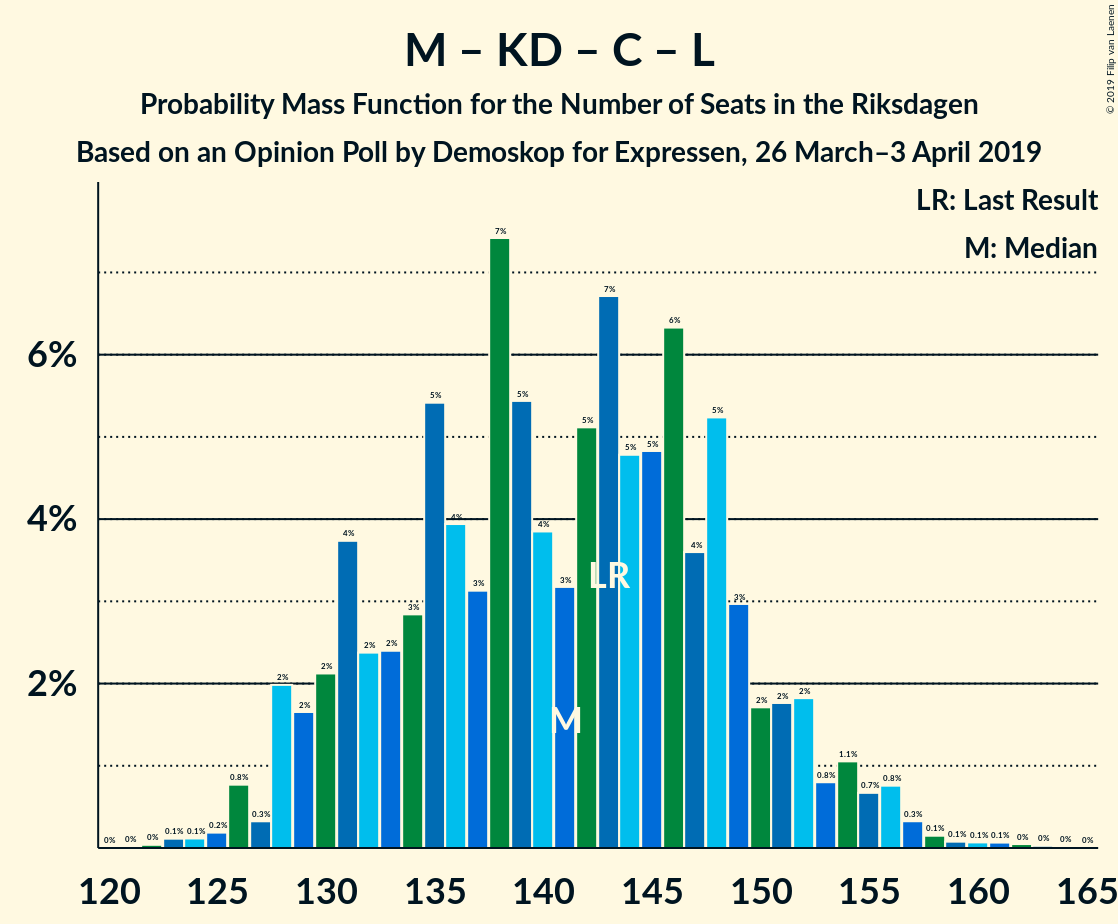 M – KD – C – L
Probability Mass Function for the Number of Seats in the Riksdagen
Based on an Opinion Poll by Demoskop for Expressen, 26 March–3 April 2019
© 2019 Filip van Laenen
LR: Last Result
M: Median
6%
4%
2%
0% 0% 0% 0.1% 0.1% 0.2% 0.8% 0.3% 2% 2% 2% 4% 2% 2% 3% 5% 4% 3% 7% 5% 4% 3% 5% 7% 5% 5% 6% 4% 5% 3% 2% 2% 2% 0.8% 1.1% 0.7% 0.8% 0.3% 0.1% 0.1% 0.1% 0.1% 0% 0% 0% 0%
LR
M
120 125 130 135 140 145 150 155 160 165